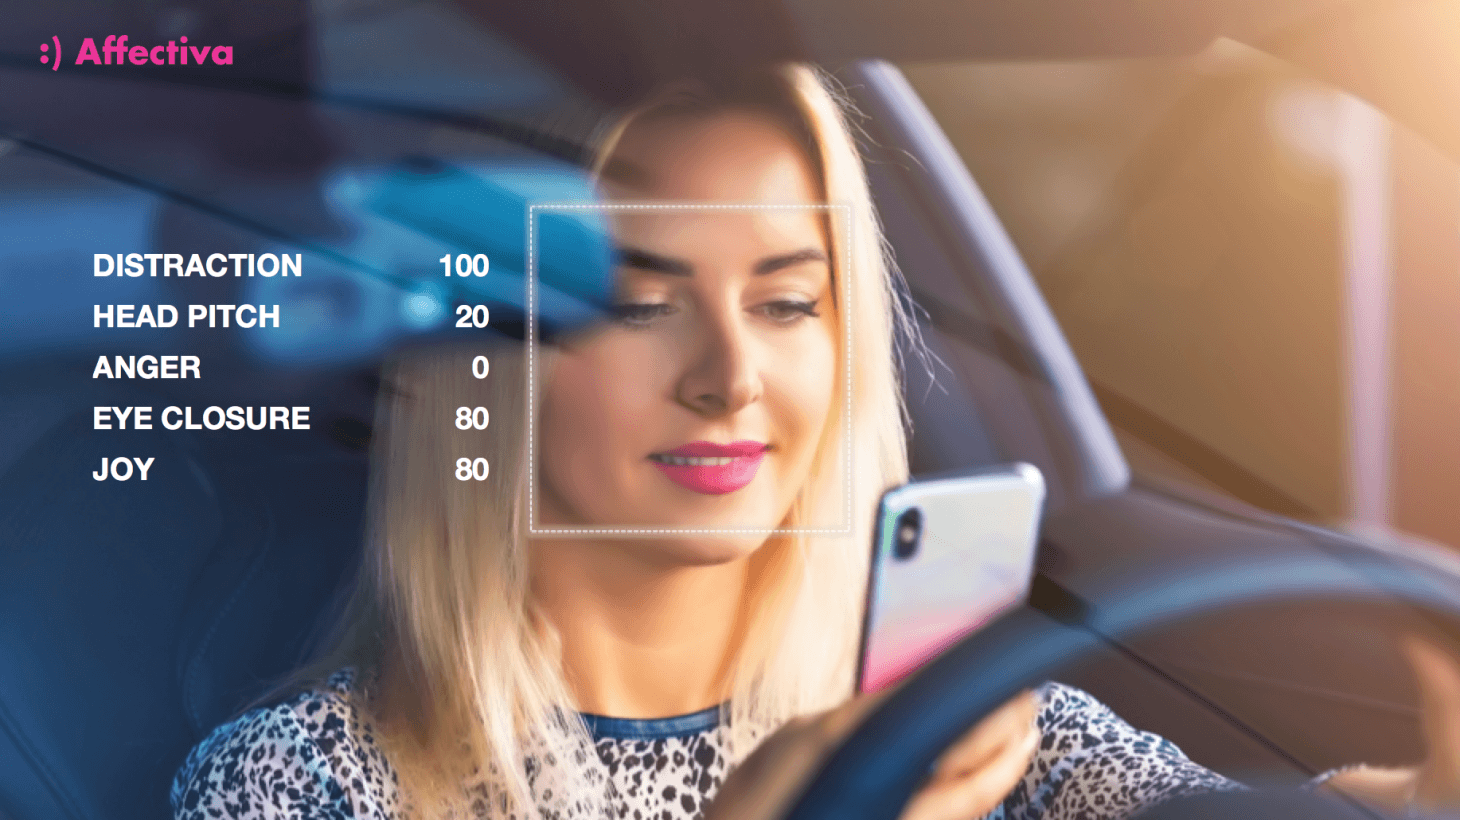 :) Affectiva
DISTRACTION 100
HEAD PITCH 20
ANGER 0
EYE CLOSURE 80
JOY 80